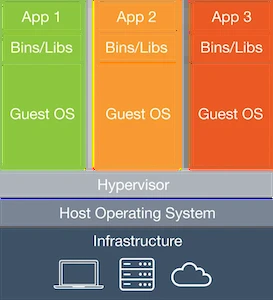 App 1
App 2
App 3
Bins/Libs
Bins/Libs
Bins/Libs
Guest OS
Guest OS
Guest OS
Hypervisor
Host Operating System
Infrastructure